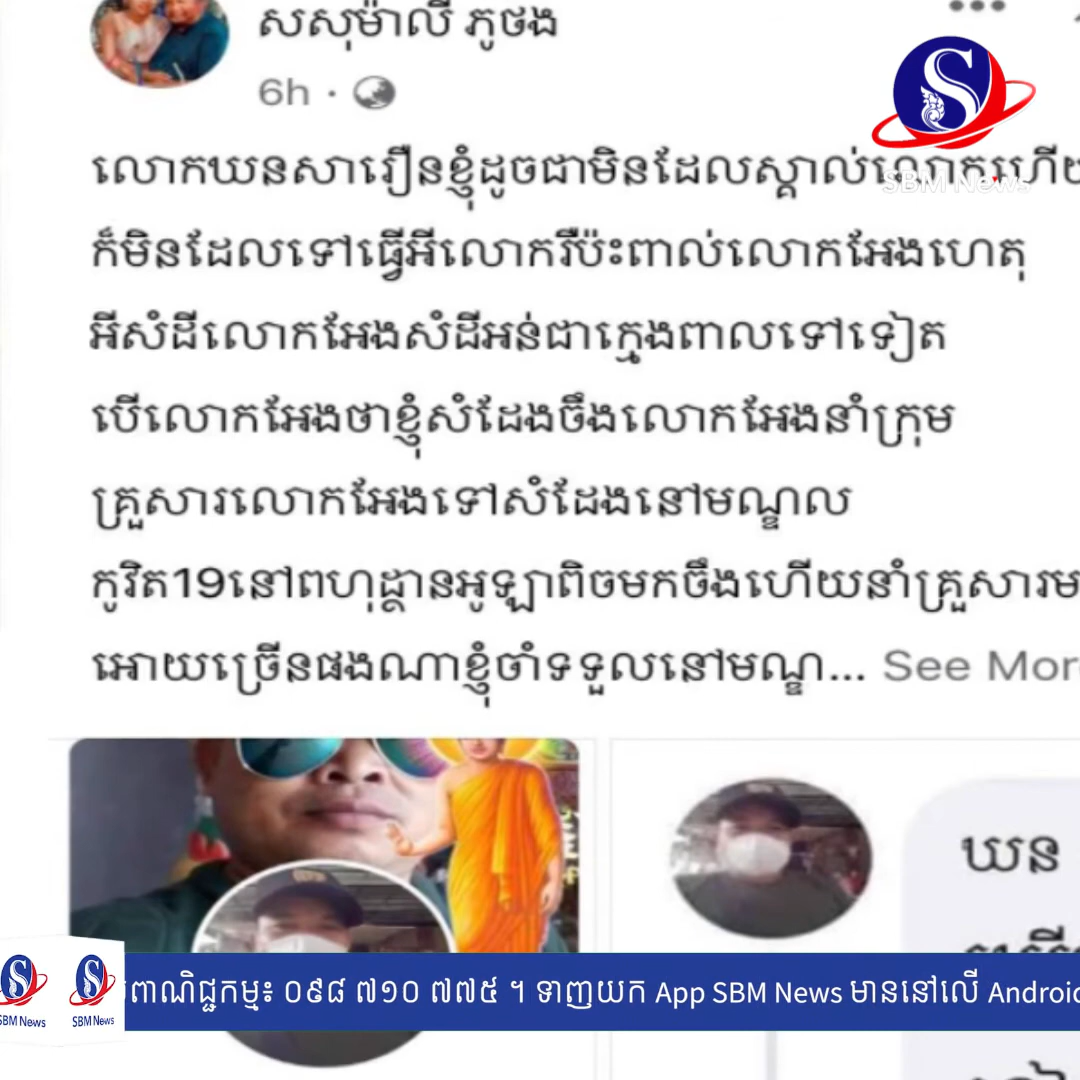 សសុម៉ាលី ភូថង
6h
SBM News
លោកឃនសារឿនខ្ញុំដូចជាមិនដែលស្គាល់លោកហើយ
ក៏មិនដែលទៅធ្វើអីលោករឺប៉ះពាល់លោកអែងហេតុ
អីសំដីលោកអែងសំដីអន់ជាក្មេងពាលទៅទៀត
បើលោកអែងថាខ្ញុំសំដែងចឹងលោកអែងនាំក្រុម
គ្រួសារលោកអែងទៅសំដែងនៅមណ្ឌល
កូវិត19នៅពហុដ្ឋានអូឡាពិចមកចឹងហើយនាំគ្រួសារម
អោយច្រើនផងណាខ្ញុំចាំទទួលនៅមណ្ឌ... See More
ឃន
SBM News
SBM News
ពាណិជ្ជកម្ម៖ ០៩៨ ៧១០ ៧៧៥ ។ ទាញយក App SBM News មាននៅលើ Android